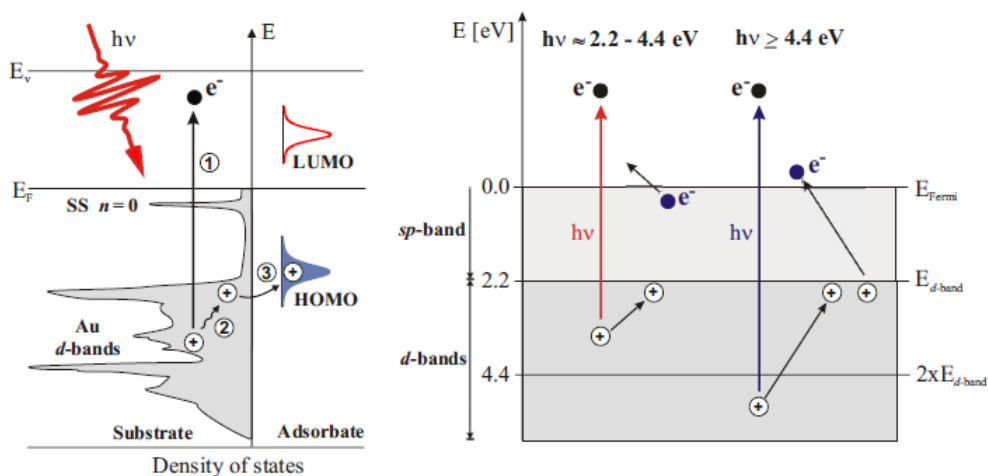 hν
E
E_v
e⁻
①
LUMO
E_F
SS n = 0
③
+
HOMO
+
②
Au
d-bands
+
Substrate
Adsorbate
Density of states
E [eV]
hν ≈ 2.2 - 4.4 eV
hν ≥ 4.4 eV
e⁻
e⁻
e⁻
0.0
e⁻
E_Fermi
sp-band
hν
hν
2.2
+
+
+
E_d-band
+
d-bands
4.4
2xE_d-band
+